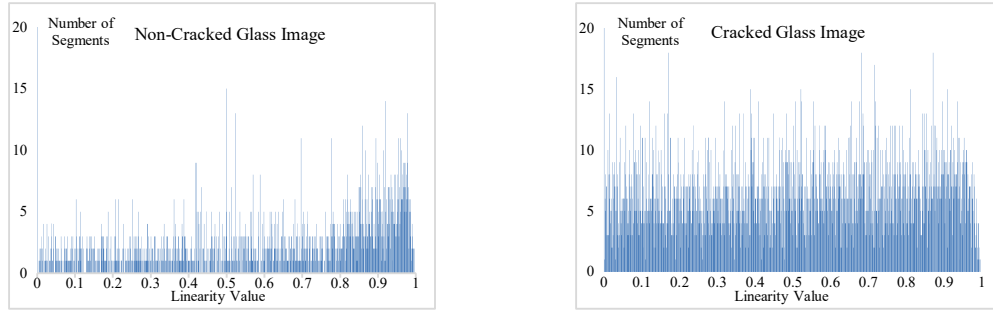 20
Number of
Segments
Non-Cracked Glass Image
15
10
5
0
0 0.1 0.2 0.3 0.4 0.5 0.6 0.7 0.8 0.9 1
Linearity Value
20
Number of
Segments
Cracked Glass Image
15
10
5
0
0 0.1 0.2 0.3 0.4 0.5 0.6 0.7 0.8 0.9 1
Linearity Value